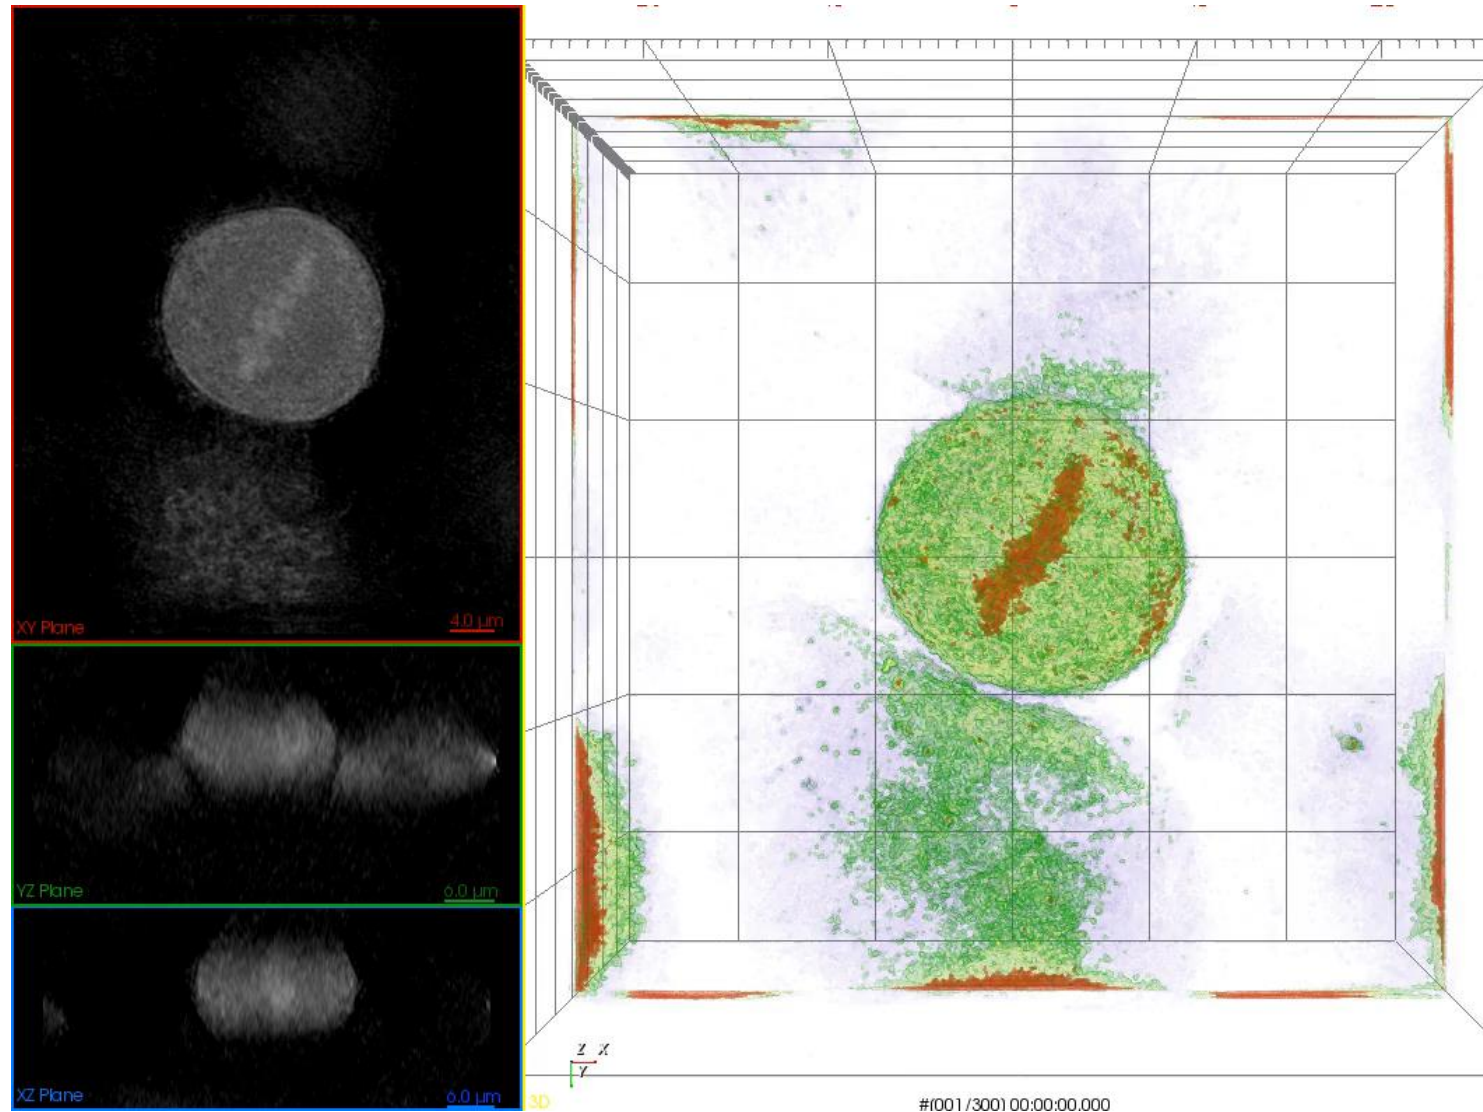 XY Plane
4.0 µm
YZ Plane
6.0 µm
XZ Plane
6.0 µm
Z X
Y
3D
#(001/300) 00:00:00.000